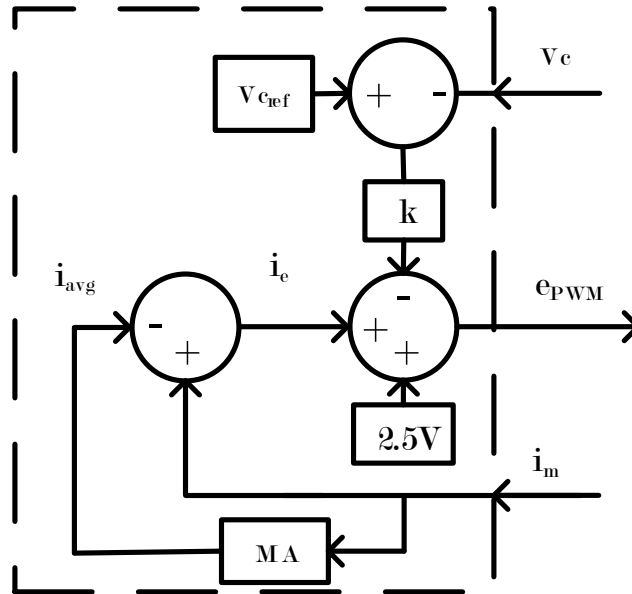 Vc
Vc_ref
+
-
k
i_avg
i_e
-
e_PWM
-
+
+
+
2.5V
i_m
MA